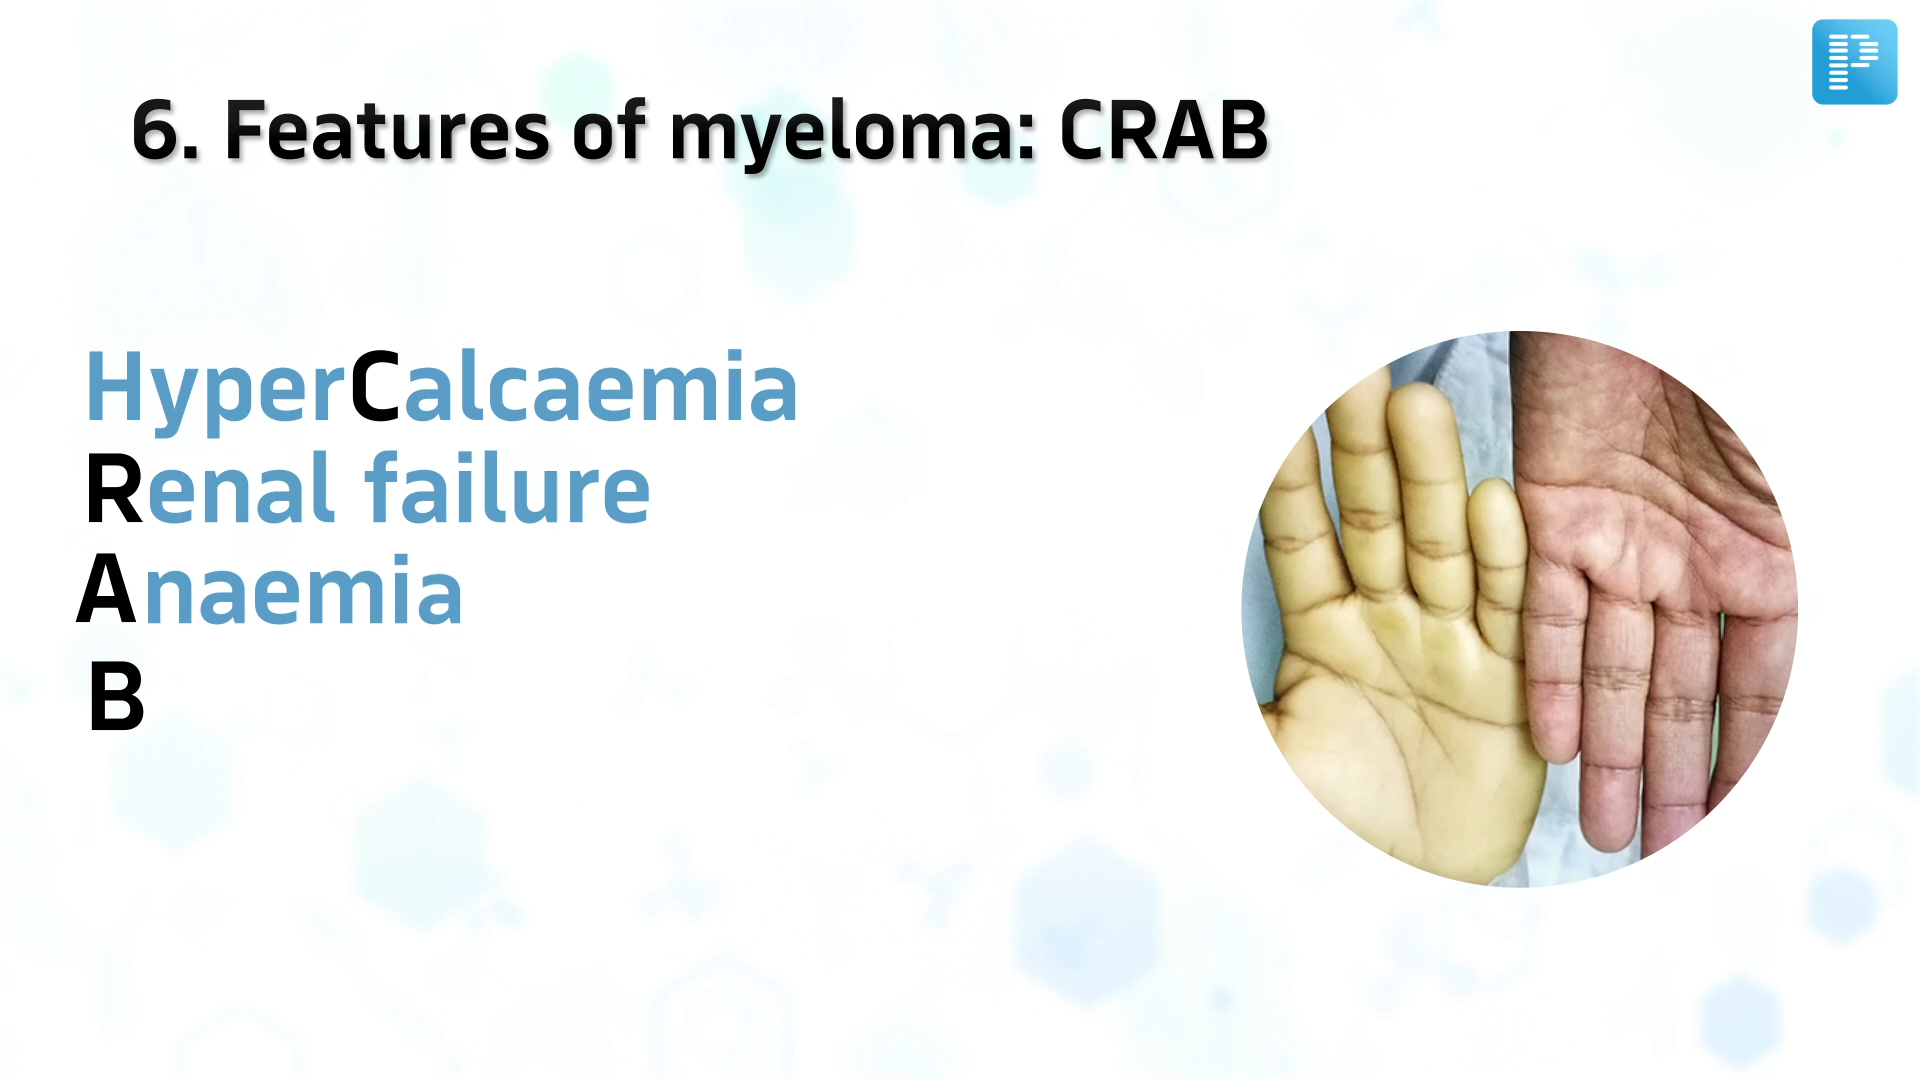 6. Features of myeloma: CRAB
HyperCalcaemia
Renal failure
Anaemia
B
P